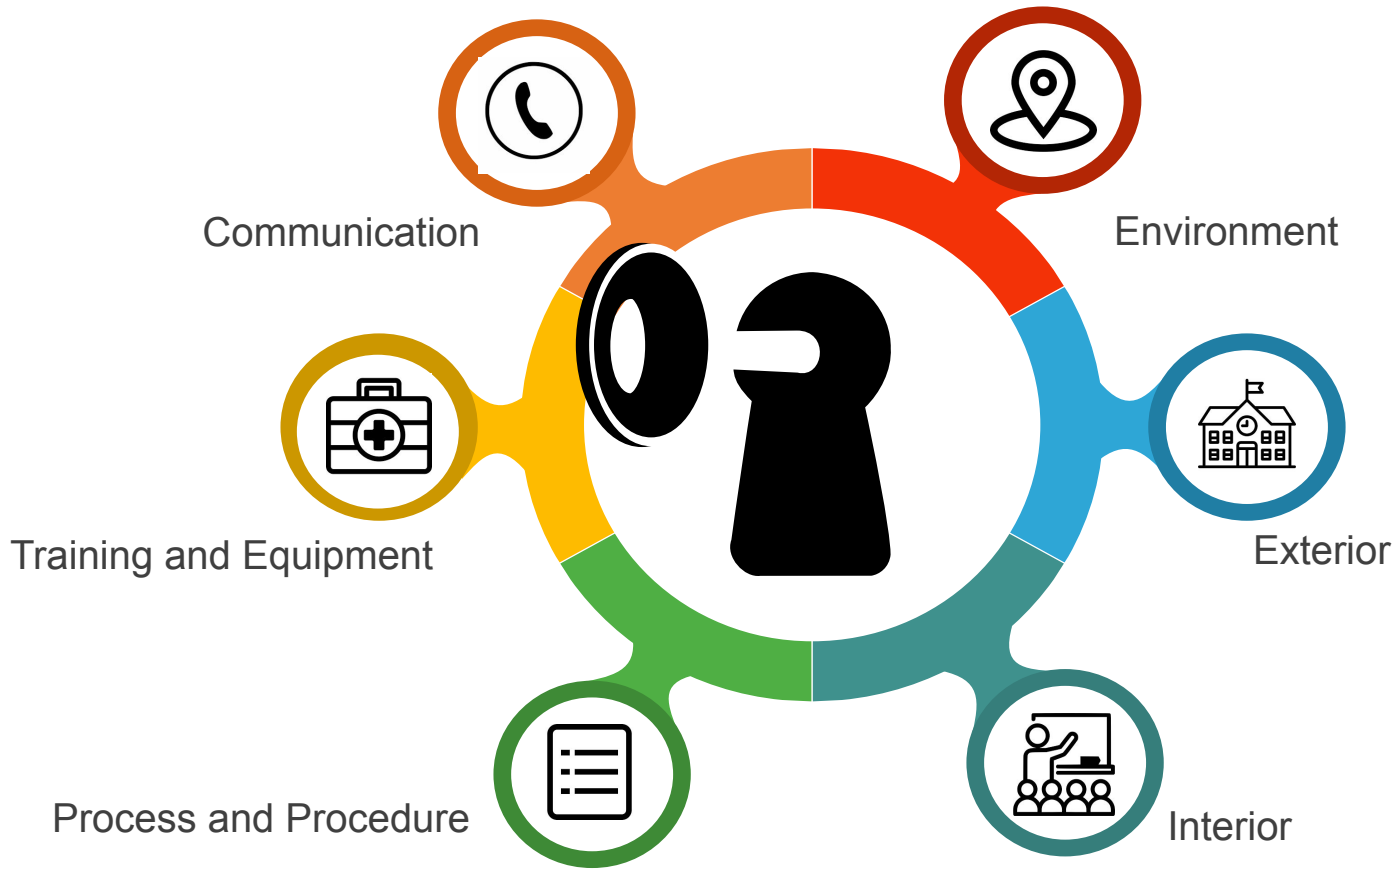 Communication
Environment
Training and Equipment
Exterior
Process and Procedure
Interior